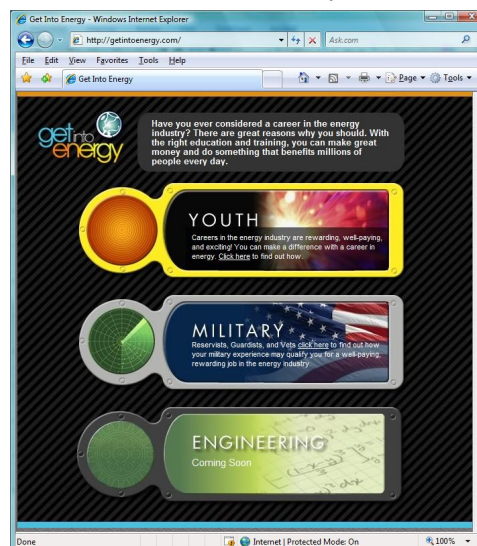 Get Into Energy - Windows Internet Explorer
http://getintoenergy.com/
Ask.com
File Edit View Favorites Tools Help
Get Into Energy
Page Tools
get into
energy
Have you ever considered a career in the energy
industry? There are great reasons why you should. With
the right education and training, you can make great
money and do something that benefits millions of
people every day.
YOUTH
Careers in the energy industry are rewarding, well-paying,
and exciting! You can make a difference with a career in
energy. Click here to find out how.
MILITARY
Reservists, Guardists, and Vets click here to find out how
your military experience may qualify you for a well-paying,
rewarding job in the energy industry.
ENGINEERING
Coming Soon
Done
Internet | Protected Mode: On
100%